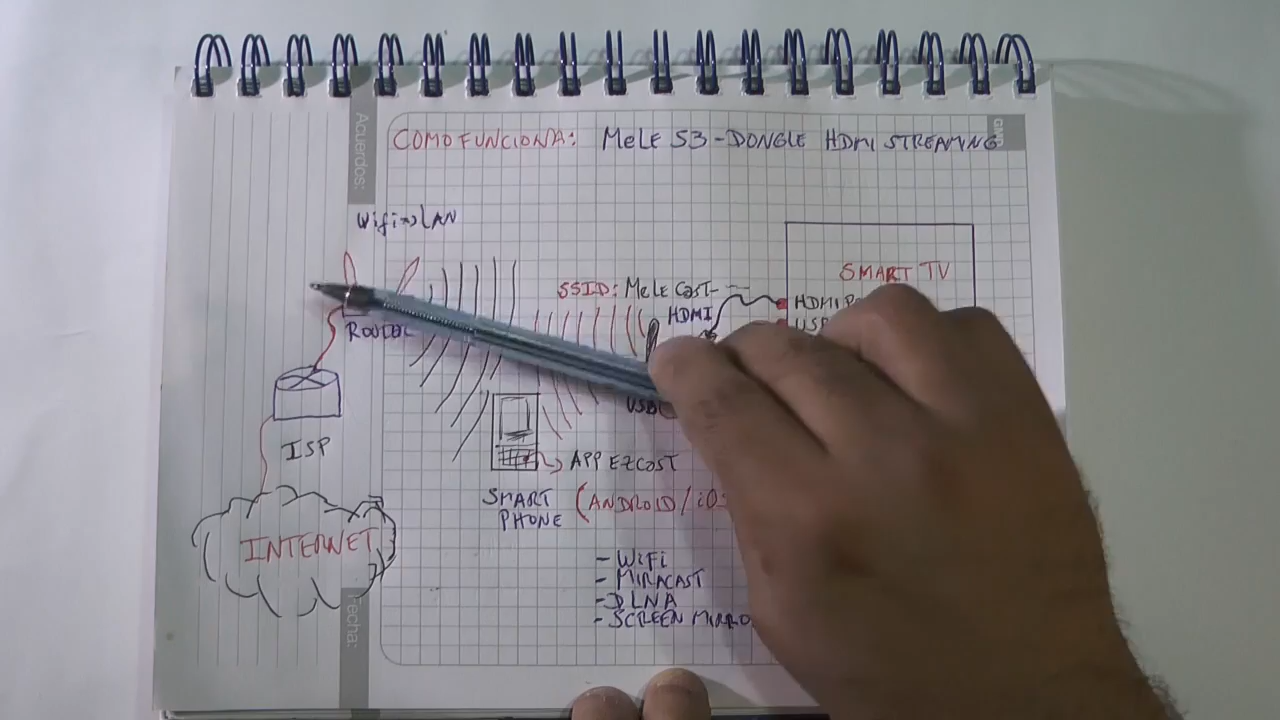 Acuerdos:
COMO FUNCIONA: MeLE S3-DONGLE HDMI STREAMING
Wifi->LAN
SMART TV
SSID: MeLE Cast- --
HDMI
ROUTER
ISP
APP EZCAST
SMART PHONE (ANDROID/iOS
INTERNET
- WiFi
- MIRACAST
- DLNA
- SCREEN MIRRO
Fecha: